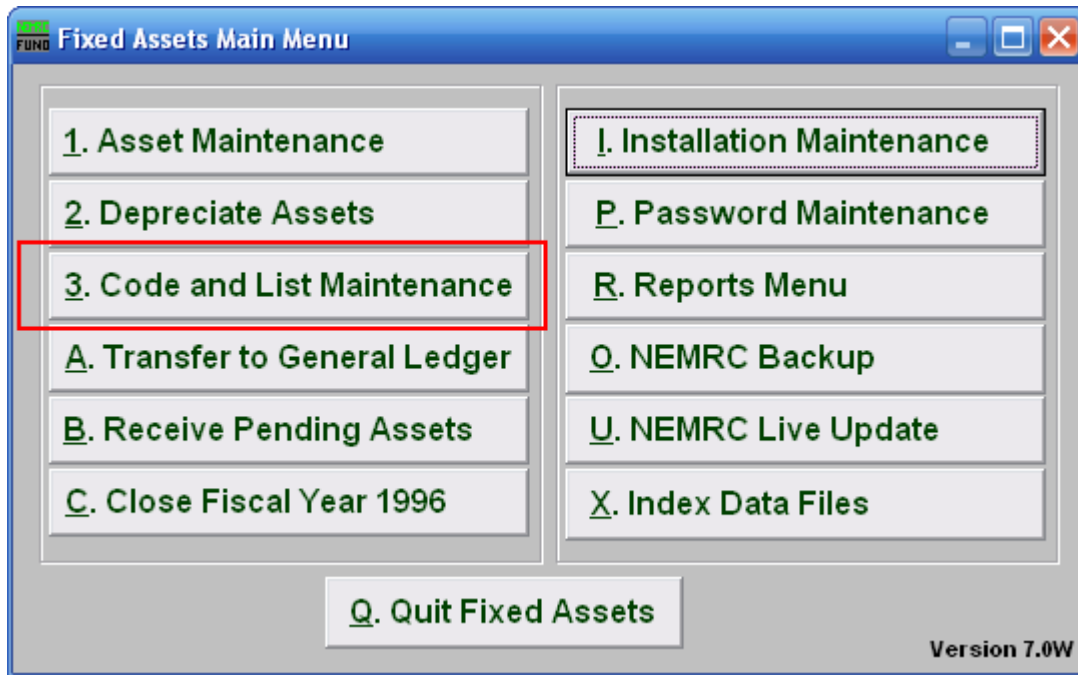 NEMRC
FUND Fixed Assets Main Menu
1. Asset Maintenance
2. Depreciate Assets
3. Code and List Maintenance
A. Transfer to General Ledger
B. Receive Pending Assets
C. Close Fiscal Year 1996
I. Installation Maintenance
P. Password Maintenance
R. Reports Menu
O. NEMRC Backup
U. NEMRC Live Update
X. Index Data Files
Q. Quit Fixed Assets
Version 7.0W